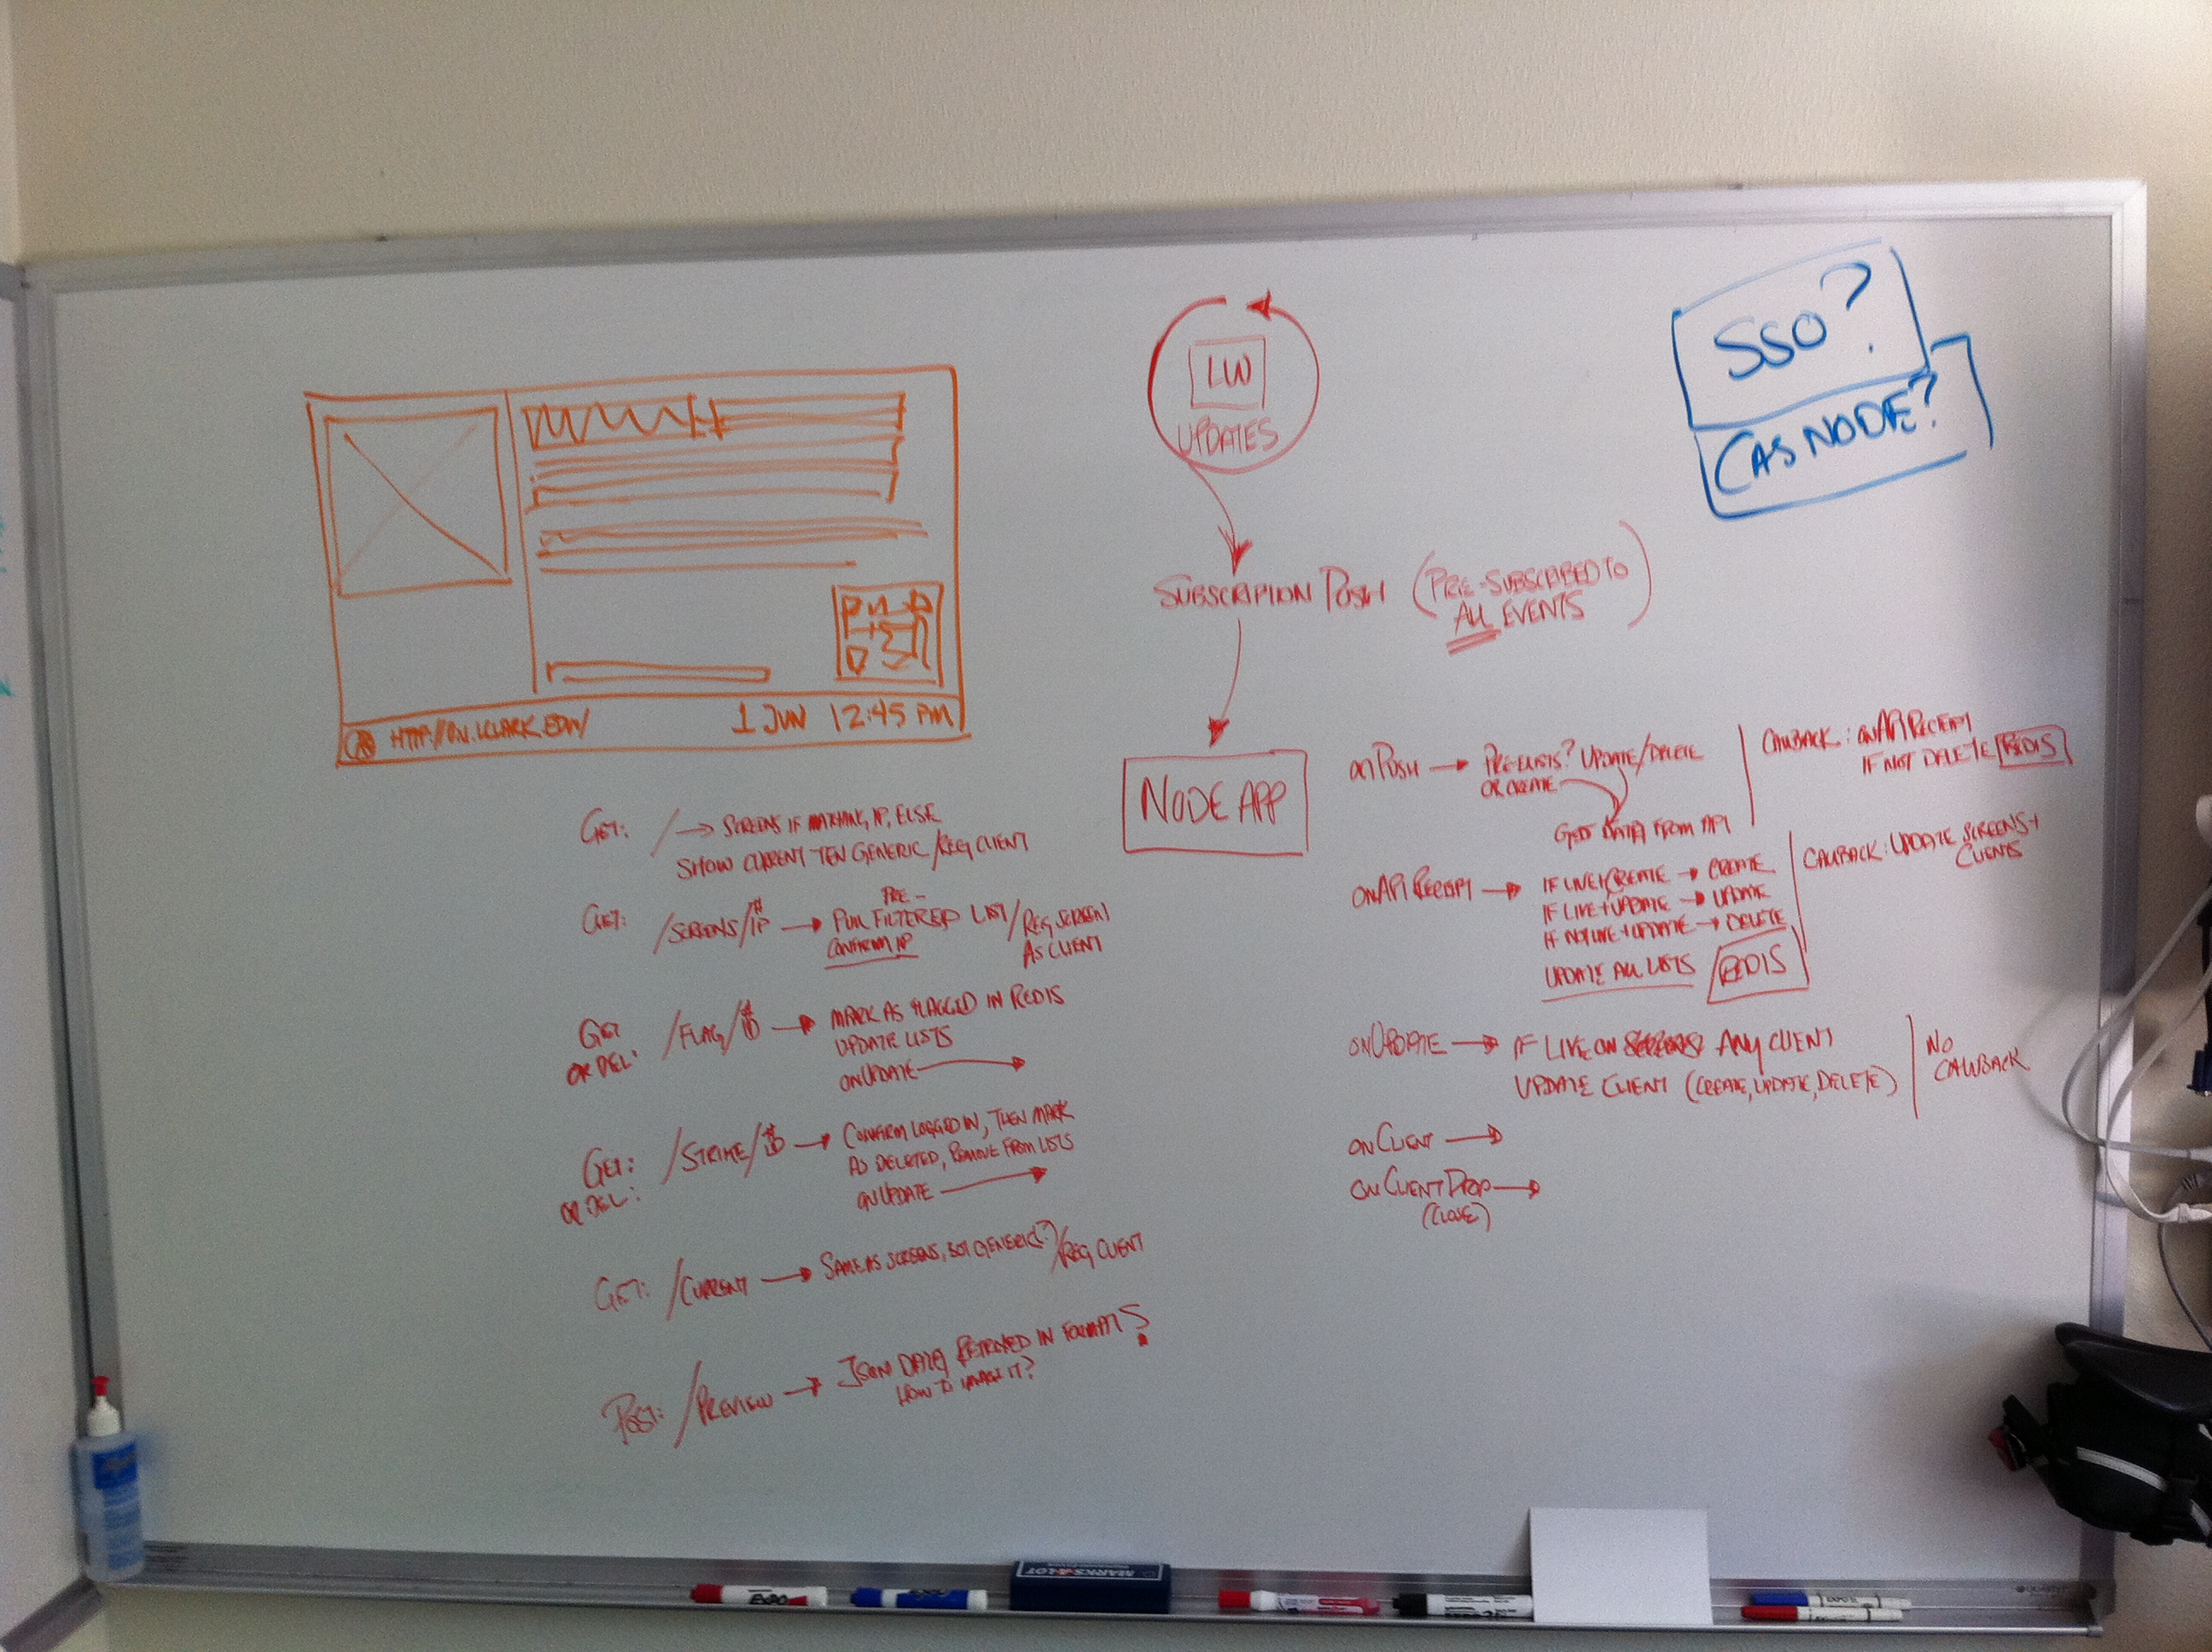 LW
UPDATES
SSO?
CAS NODE?
SUBSCRIPTION PUSH (PRE-SUBSCRIBED TO
ALL EVENTS)
HTTP://ON.LCLARK.EDU/ 1 JUN 12:45 PM
NODE APP
GET: / → SCREENS IF MATCHING IP, ELSE
SHOW CURRENT TEN GENERIC/REG CLIENT
GET: /SCREENS/#IP → PULL PRE-FILTERED LIST/REG SCREEN
CONFIRM IP
AS CLIENT
GET /FLAG/#ID → MARK AS FLAGGED IN REDIS
OR DEL: UPDATE LISTS
ONUPDATE →
GET: /STRIKE/#ID → CONFIRM LOGGED IN, THEN MARK
OR DEL: AS DELETED, REMOVE FROM LISTS
ONUPDATE →
GET: /CURRENT → SAME AS SCREENS, BUT GENERIC?/REG CLIENT
POST: /PREVIEW → JSON DATA, RETURNED IN FORMAT?
HOW TO IMAGE IT?
ONPUSH → PRE-EXISTS? UPDATE/DELETE
OR CREATE
GET DATA FROM API
CALLBACK: ONAPIRECEIPT
IF NOT DELETE REDIS
ONAPIRECEIPT → IF LIVE+CREATE → CREATE
IF LIVE+UPDATE → UPDATE
IF NOT LIVE+UPDATE → DELETE
UPDATE ALL LISTS REDIS
CALLBACK: UPDATE SCREENS+
CLIENTS
ONUPDATE → IF LIVE ON ANY CLIENT
UPDATE CLIENT (CREATE, UPDATE, DELETE)
NO
CALLBACK
ONCLIENT →
ONCLIENTDROP →
(CLOSE)
MARKS-A-LOT
EXPO